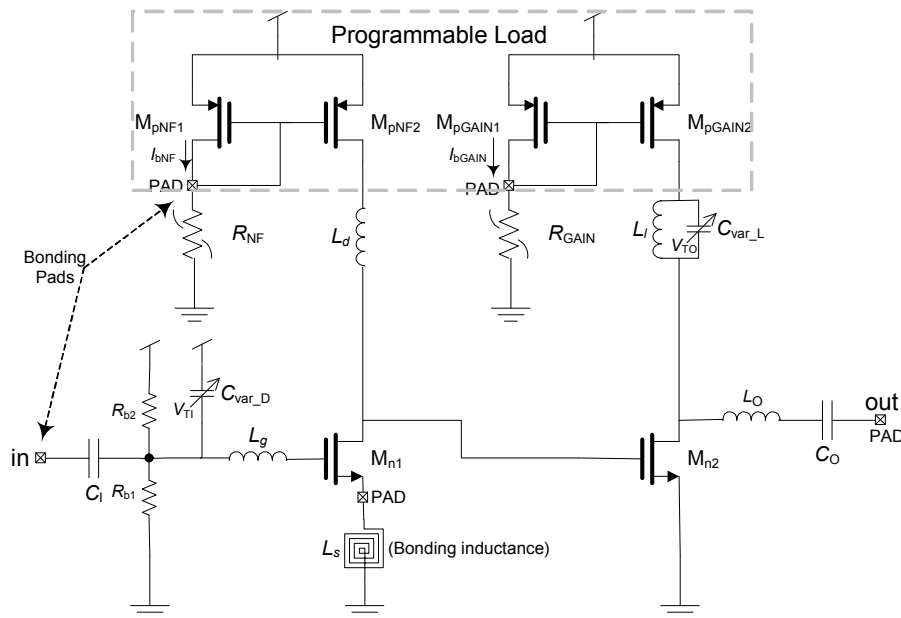 Programmable Load
MpNF1
MpNF2
MpGAIN1
MpGAIN2
IbNF
IbGAIN
PAD
PAD
Bonding
Pads
RNF
Ld
RGAIN
Ll
VTO
Cvar_L
Rb2
VTI
Cvar_D
Lg
LO
out
in
Mn1
Mn2
PAD
CI
Rb1
CO
PAD
Ls
(Bonding inductance)